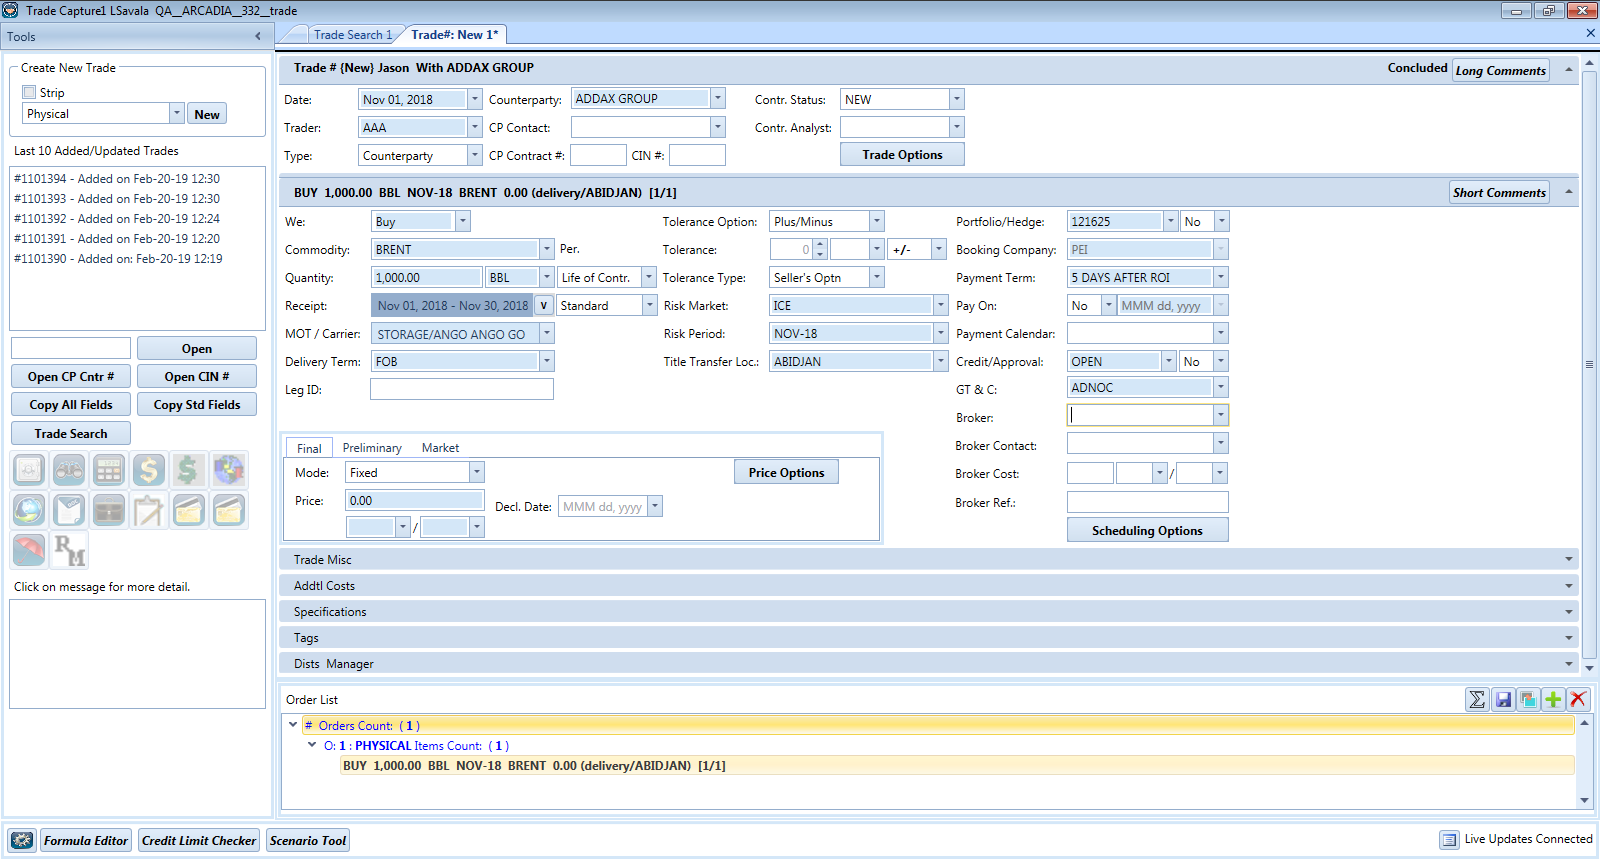 Trade Capture1 LSavala QA__ARCADIA__332__trade
Tools
Trade Search 1
Trade#: New 1*
Create New Trade
Strip
Physical
New
Last 10 Added/Updated Trades
#1101394 - Added on Feb-20-19 12:30
#1101393 - Added on Feb-20-19 12:30
#1101392 - Added on Feb-20-19 12:24
#1101391 - Added on Feb-20-19 12:20
#1101390 - Added on: Feb-20-19 12:19
Open
Open CP Cntr # Open CIN #
Copy All Fields Copy Std Fields
Trade Search
RM
Click on message for more detail.
Trade # {New} Jason With ADDAX GROUP Concluded Long Comments
Date: Nov 01, 2018 Counterparty: ADDAX GROUP Contr. Status: NEW
Trader: AAA CP Contact: Contr. Analyst:
Type: Counterparty CP Contract #: CIN #: Trade Options
BUY 1,000.00 BBL NOV-18 BRENT 0.00 (delivery/ABIDJAN) [1/1] Short Comments
We: Buy Tolerance Option: Plus/Minus Portfolio/Hedge: 121625 No
Commodity: BRENT Per. Tolerance: 0 +/- Booking Company: PEI
Quantity: 1,000.00 BBL Life of Contr. Tolerance Type: Seller's Optn Payment Term: 5 DAYS AFTER ROI
Receipt: Nov 01, 2018 - Nov 30, 2018 v Standard Risk Market: ICE Pay On: No MMM dd, yyyy
MOT / Carrier: STORAGE/ANGO ANGO GO Risk Period: NOV-18 Payment Calendar:
Delivery Term: FOB Title Transfer Loc.: ABIDJAN Credit/Approval: OPEN No
Leg ID: GT & C: ADNOC
Broker:
Final Preliminary Market Broker Contact:
Mode: Fixed Price Options Broker Cost: /
Price: 0.00 Decl. Date: MMM dd, yyyy Broker Ref.:
/ Scheduling Options
Trade Misc
Addtl Costs
Specifications
Tags
Dists Manager
Order List
# Orders Count: ( 1 )
O: 1 : PHYSICAL Items Count: ( 1 )
BUY 1,000.00 BBL NOV-18 BRENT 0.00 (delivery/ABIDJAN) [1/1]
Formula Editor Credit Limit Checker Scenario Tool Live Updates Connected